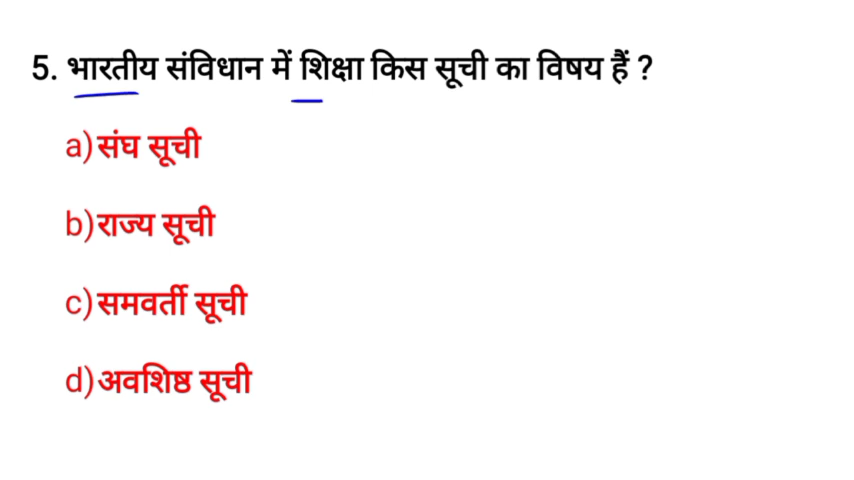 5. भारतीय संविधान में शिक्षा किस सूची का विषय हैं ?
a)संघ सूची
b)राज्य सूची
c)समवर्ती सूची
d)अवशिष्ठ सूची